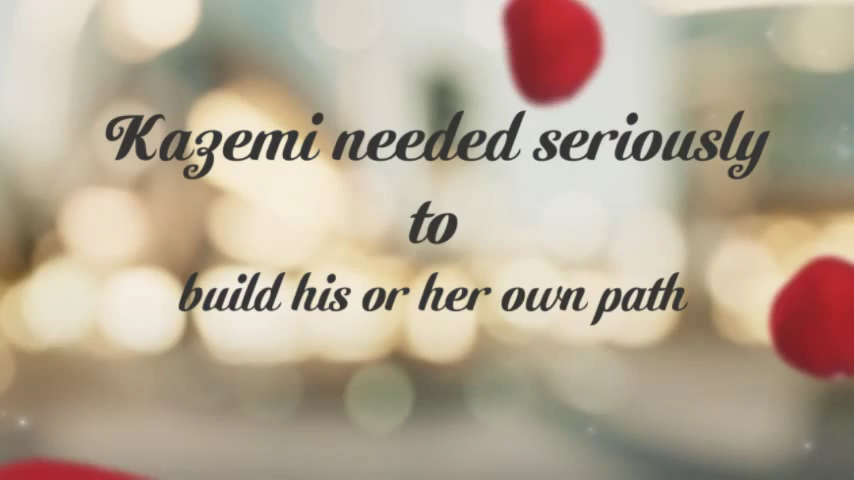 Kazemi needed seriously
to
build his or her own path